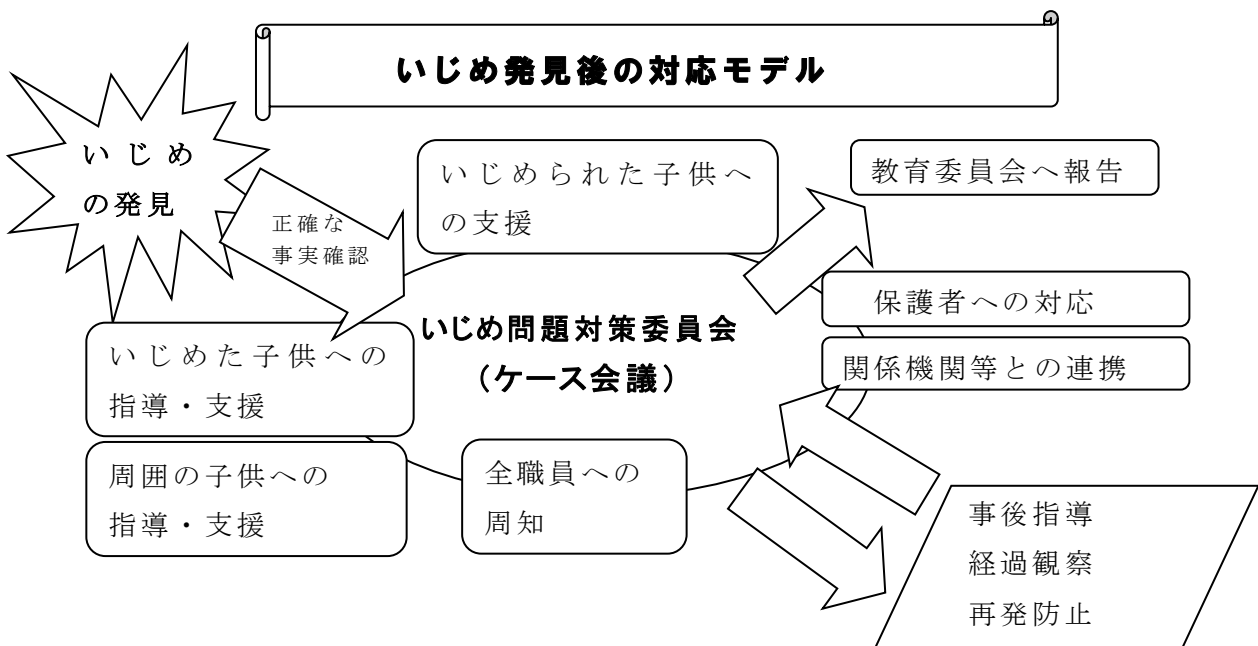 いじめ発見後の対応モデル
いじめ
の発見
正確な
事実確認
いじめられた子供へ
の支援
教育委員会へ報告
保護者への対応
関係機関等との連携
いじめ問題対策委員会
（ケース会議）
いじめた子供への
指導・支援
周囲の子供への
指導・支援
全職員への
周知
事後指導
経過観察
再発防止